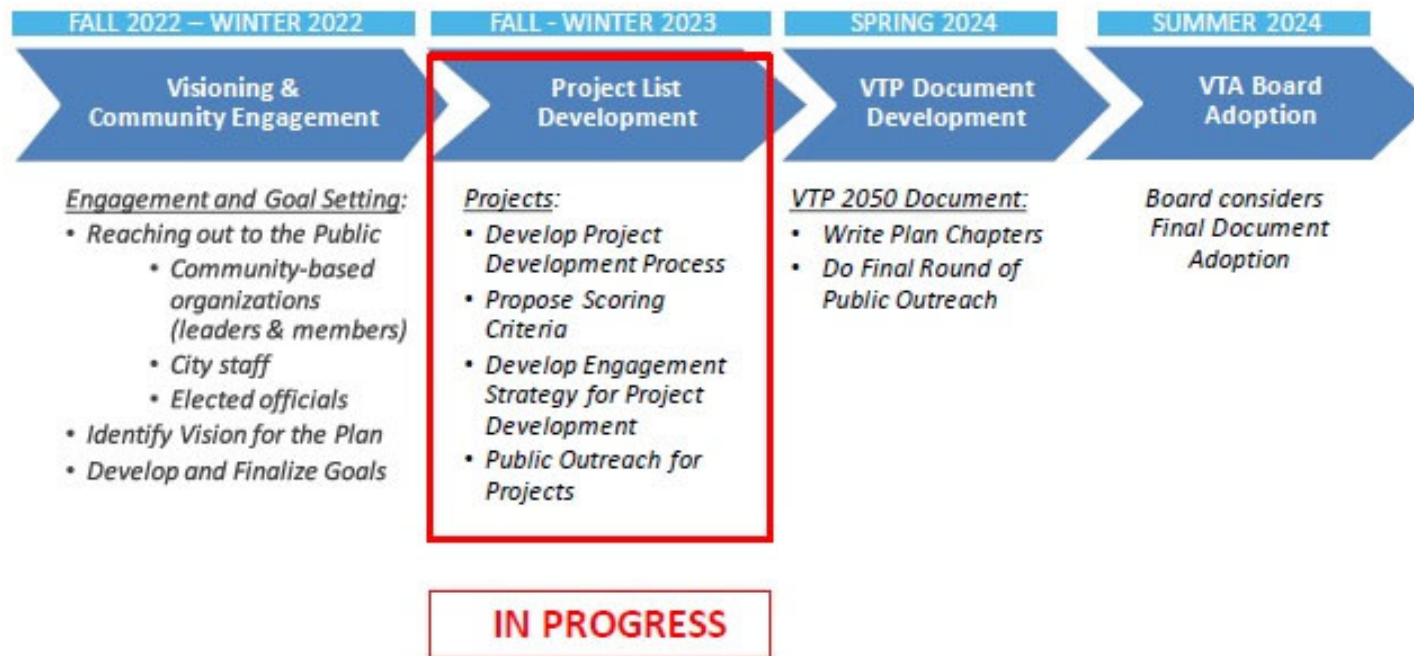 FALL 2022 – WINTER 2022
Visioning &
Community Engagement
Engagement and Goal Setting:
• Reaching out to the Public
• Community-based
organizations
(leaders & members)
• City staff
• Elected officials
• Identify Vision for the Plan
• Develop and Finalize Goals
FALL - WINTER 2023
Project List
Development
Projects:
• Develop Project
Development Process
• Propose Scoring
Criteria
• Develop Engagement
Strategy for Project
Development
• Public Outreach for
Projects
IN PROGRESS
SPRING 2024
VTP Document
Development
VTP 2050 Document:
• Write Plan Chapters
• Do Final Round of
Public Outreach
SUMMER 2024
VTA Board
Adoption
Board considers
Final Document
Adoption